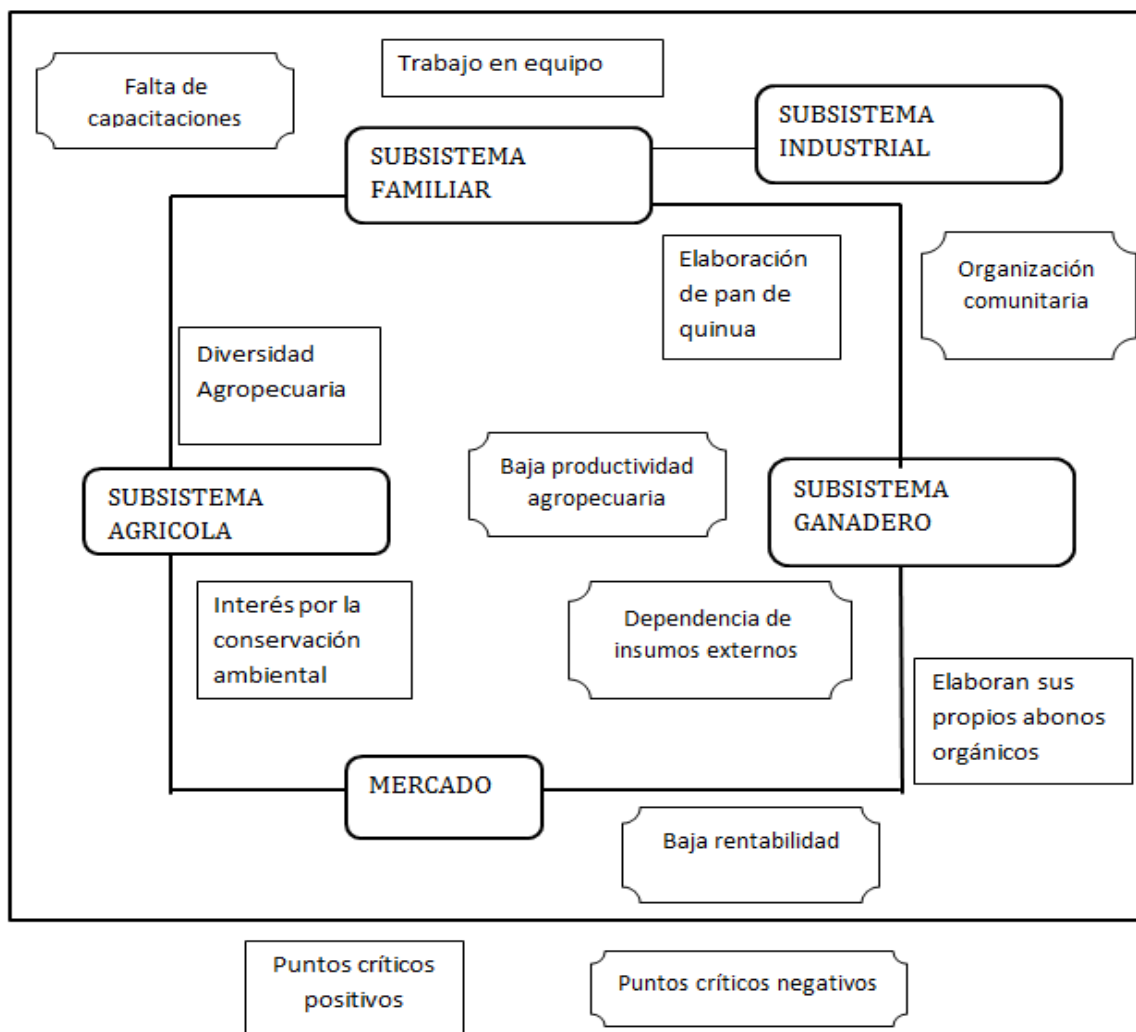 Trabajo en equipo
Falta de
capacitaciones
SUBSISTEMA
INDUSTRIAL
SUBSISTEMA
FAMILIAR
Elaboración
de pan de
quinua
Organización
comunitaria
Diversidad
Agropecuaria
Baja productividad
agropecuaria
SUBSISTEMA
AGRICOLA
SUBSISTEMA
GANADERO
Interés por la
conservación
ambiental
Dependencia de
insumos externos
Elaboran sus
propios abonos
orgánicos
MERCADO
Baja rentabilidad
Puntos críticos
positivos
Puntos críticos negativos